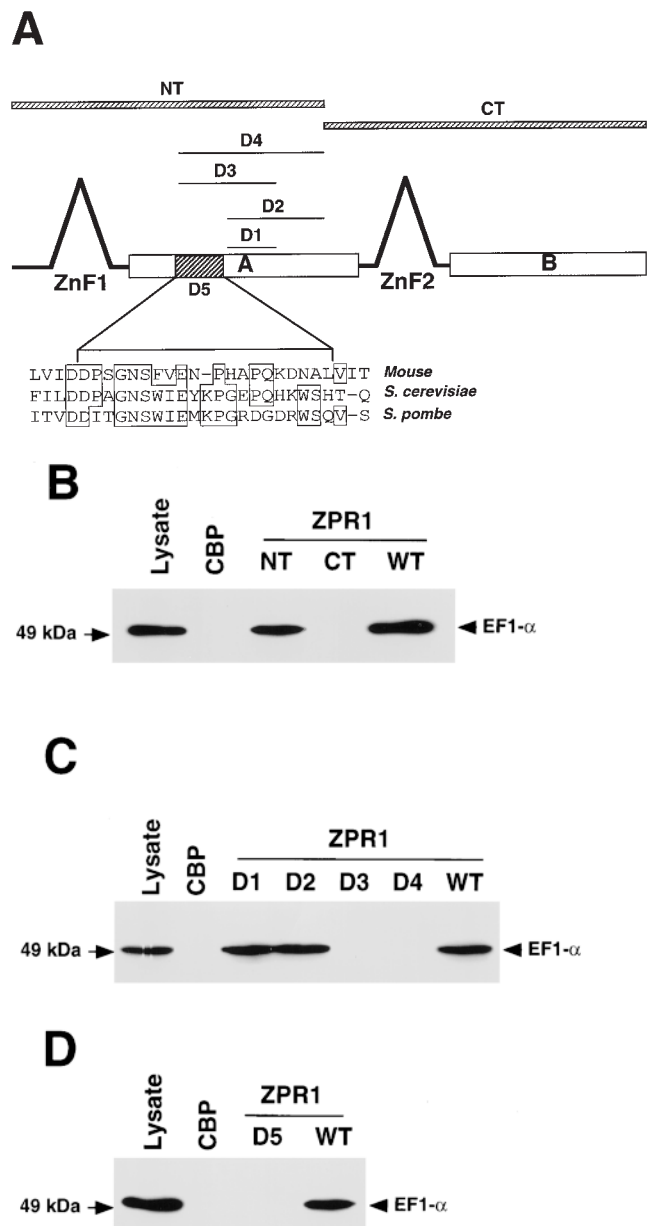 A
NT
CT
D4
D3
D2
D1
A
B
ZnF1
D5
ZnF2
LVIDDPSGNSFVEN-PHAPQKDNALVIT Mouse
FILDDPAGNSWIEYKPGEPQHKWSHT-Q S. cerevisiae
ITVDDITGNSWIEMKPGRDGDRWSQV-S S. pombe
B
Lysate CBP ZPR1
NT CT WT
49 kDa EF1-α
C
Lysate CBP ZPR1
D1 D2 D3 D4 WT
49 kDa EF1-α
D
Lysate CBP ZPR1
D5 WT
49 kDa EF1-α